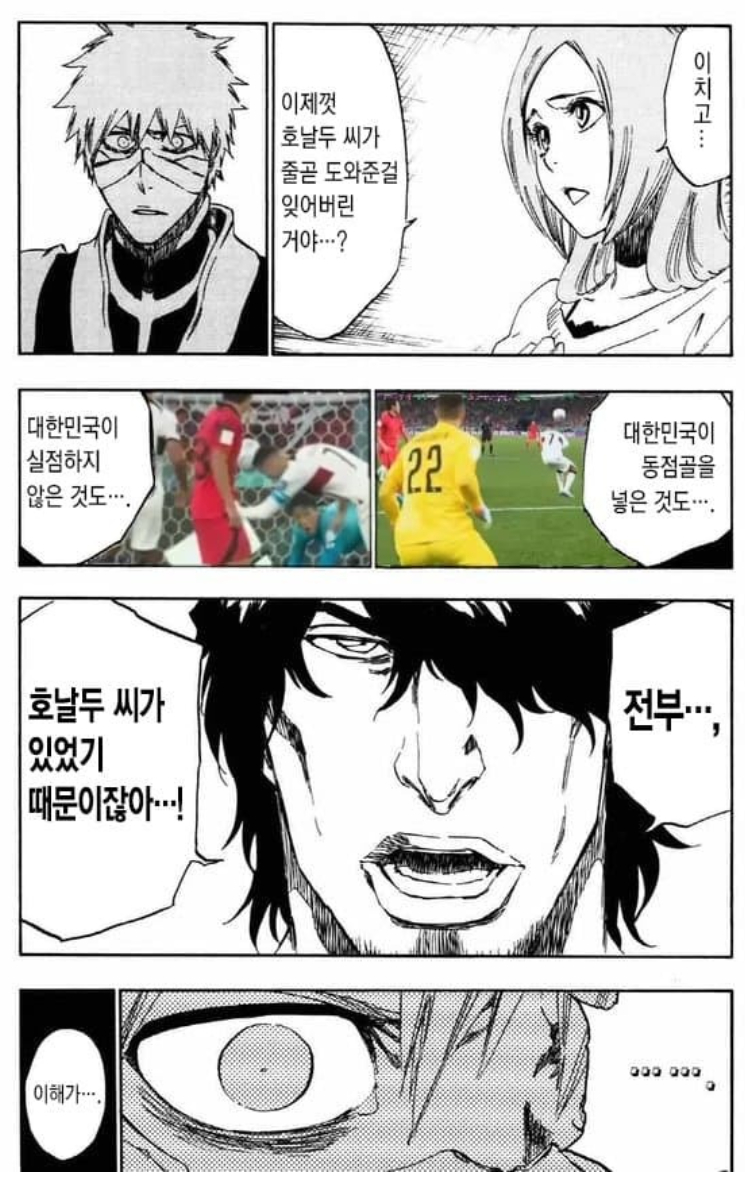 이치고…
이제껏
호날두 씨가
줄곧 도와준걸
잊어버린
거야…?
대한민국이
동점골을
넣은 것도….
22
7
대한민국이
실점하지
않은 것도….
전부…,
호날두 씨가
있었기
때문이잖아…!
… ….
이해가….